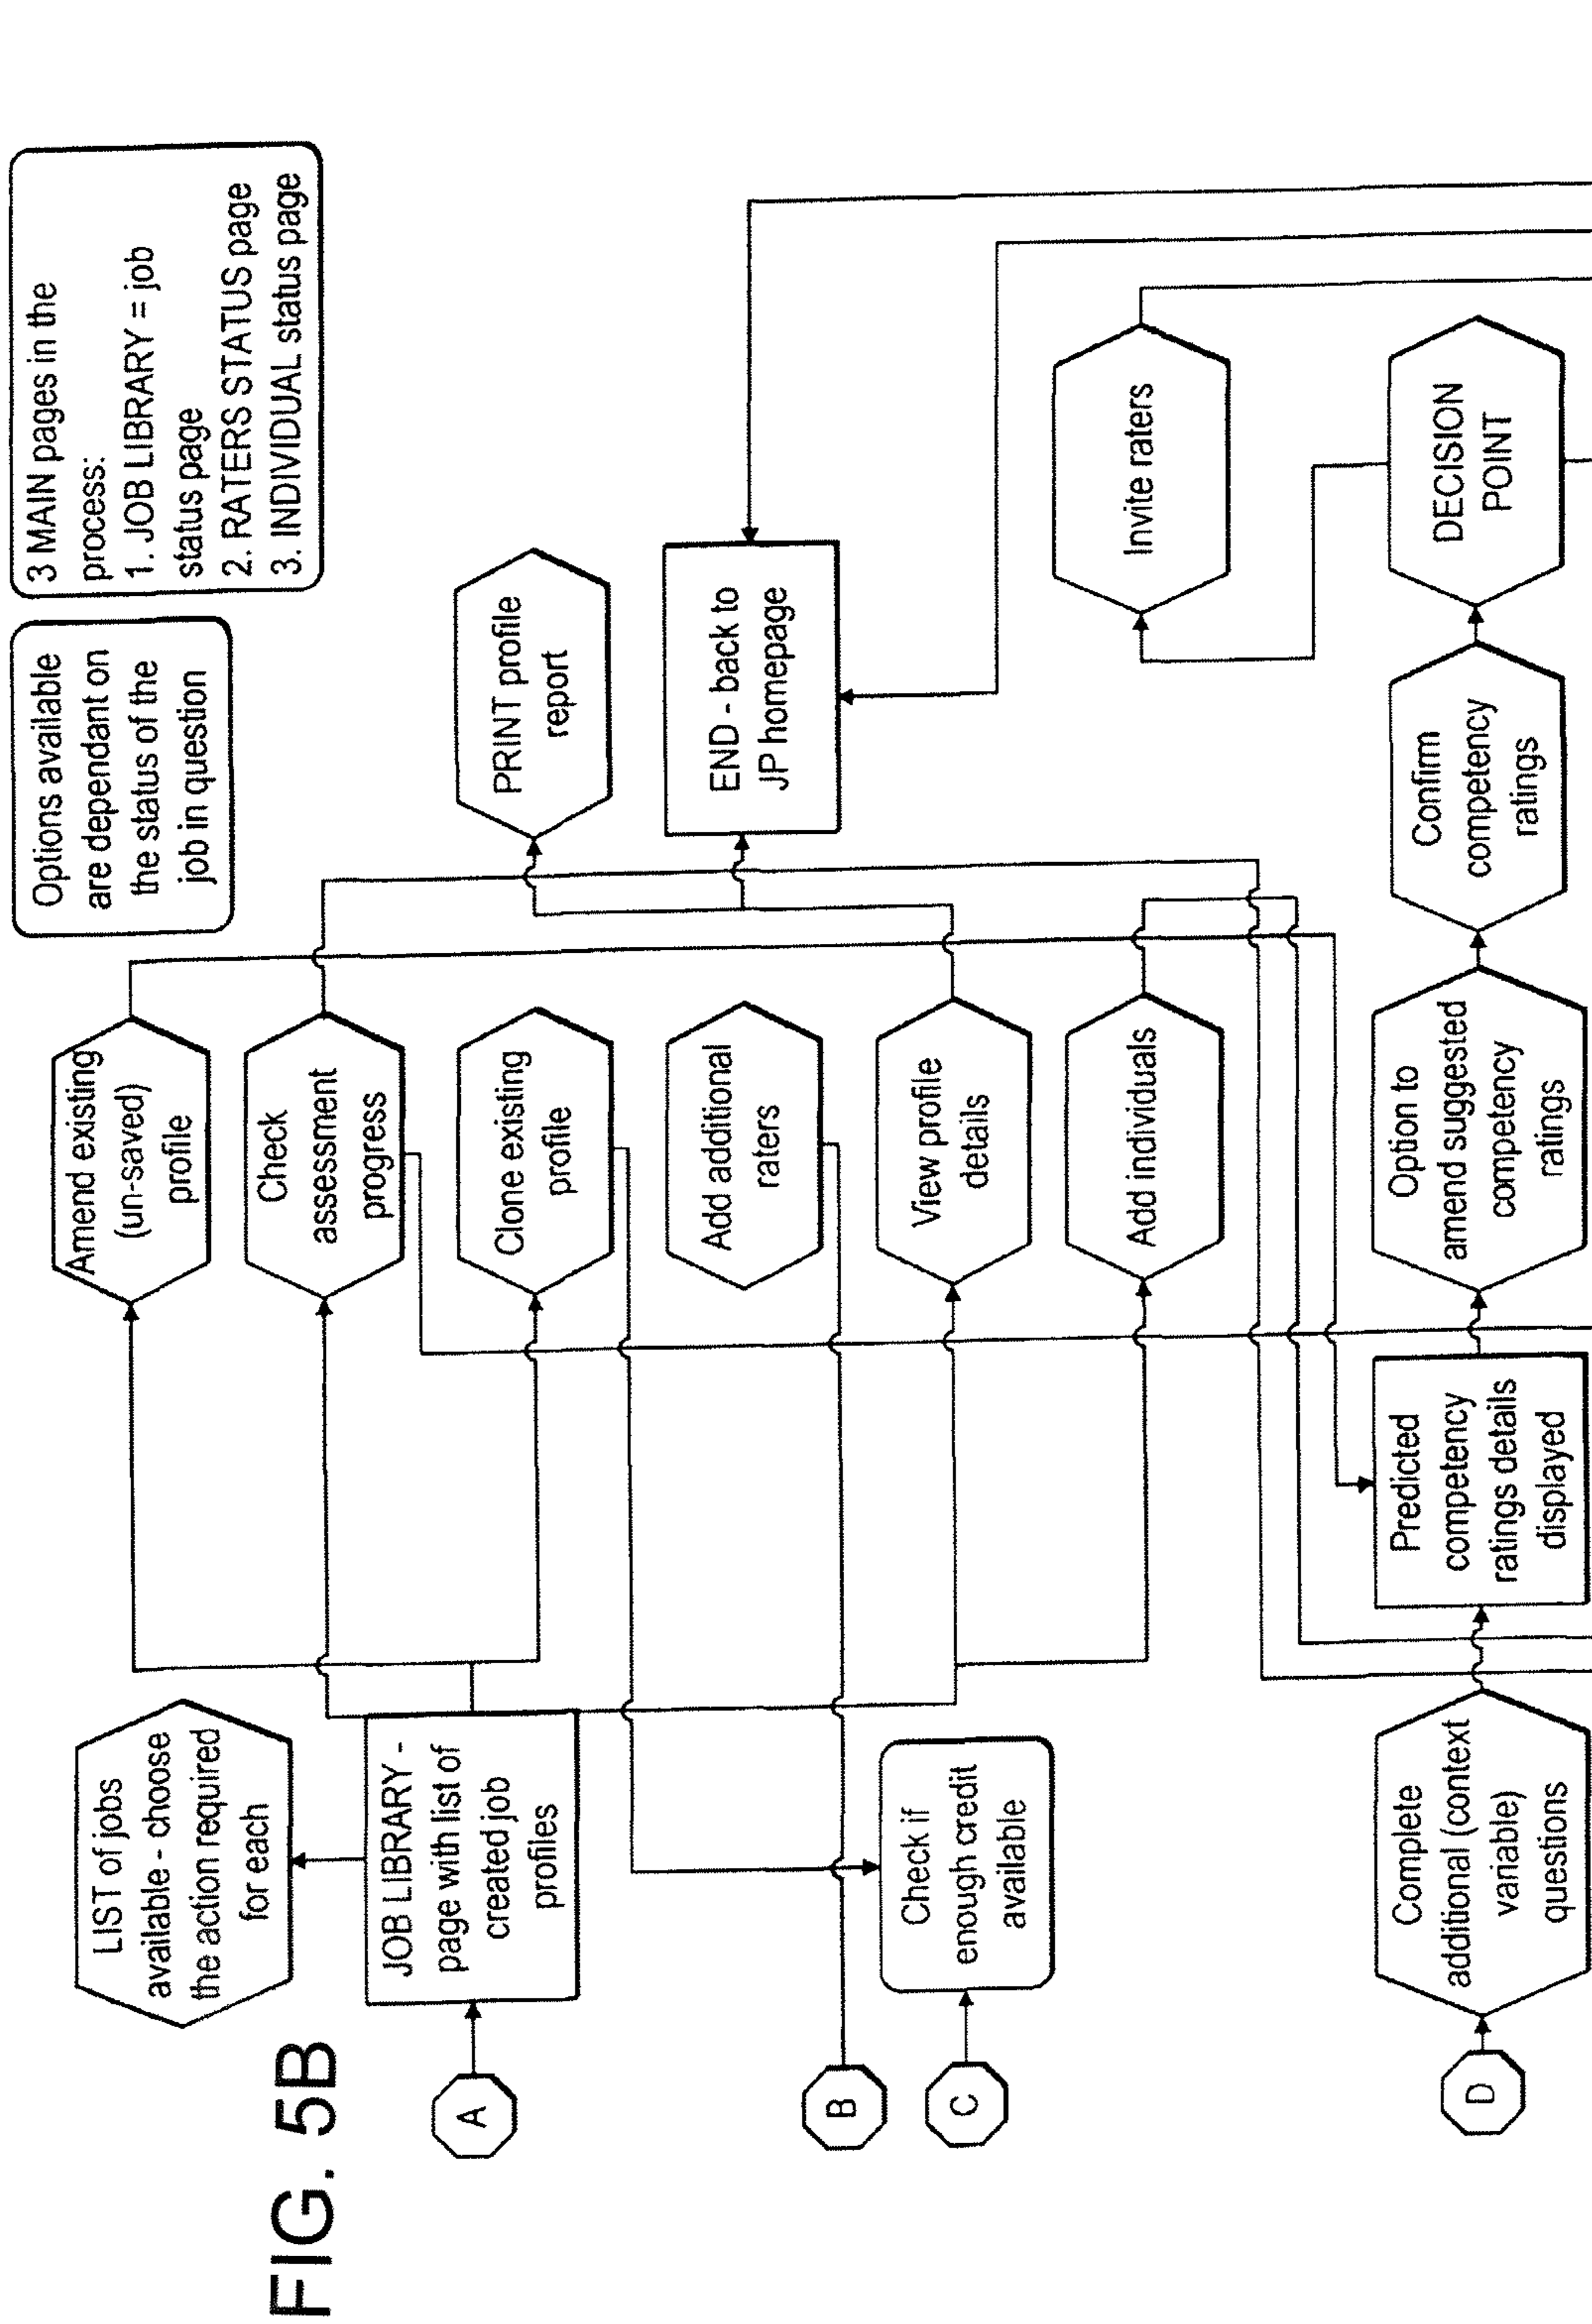 FIG. 5B
LIST of jobs
available - choose
the action required
for each
Options available
are dependant on
the status of the
job in question
3 MAIN pages in the
process:
1. JOB LIBRARY = job
status page
2. RATERS STATUS page
3. INDIVIDUAL status page
A
JOB LIBRARY -
page with list of
created job
profiles
Amend existing
(un-saved)
profile
Check
assessment
progress
Clone existing
profile
PRINT profile
report
B
Add additional
raters
END - back to
JP homepage
C
Check if
enough credit
available
View profile
details
Add individuals
Invite raters
D
Complete
additional (context
variable)
questions
Predicted
competency
ratings details
displayed
Option to
amend suggested
competency
ratings
Confirm
competency
ratings
DECISION
POINT